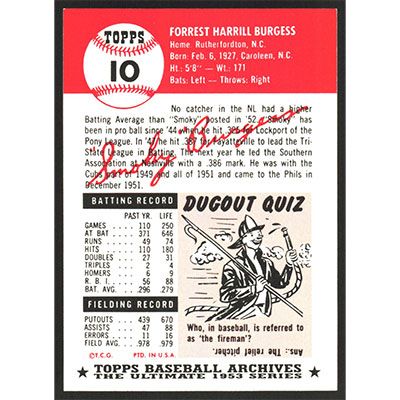 TOPPS
10
FORREST HARRILL BURGESS
Home: Rutherfordton, N.C.
Born: Feb. 6, 1927, Caroleen, N.C.
Ht.: 5'8" — Wt.: 171
Bats: Left — Throws: Right
No catcher in the NL had a higher
Batting Average than "Smoky" posted in '52. "Smoky" has
been in pro ball since '44 when he hit .387 for Lockport of the
Pony League. In '47 he hit .387 for Fayetteville to lead the Tri-
State League in Batting. The next year he led the Southern
Association at Nashville with a .386 mark. He was with the
Cubs part of 1949 and all of 1951 and came to the Phils in
December 1951.
"Smoky" Burgess
BATTING RECORD
PAST YR. LIFE
GAMES 110 250
AT BAT 371 646
RUNS 49 74
HITS 110 180
DOUBLES 27 31
TRIPLES 2 4
HOMERS 6 9
R. B. I. 56 88
BAT. AVG. .296 .279
FIELDING RECORD
PUTOUTS 439 670
ASSISTS 47 88
ERRORS 11 16
FIELD AVG. .978 .979
©T.C.G. PTD. IN U.S.A.
DUGOUT QUIZ
Who, in baseball, is referred to
as 'the fireman'?
Ans.: The relief pitcher.
TOPPS BASEBALL ARCHIVES
THE ULTIMATE 1953 SERIES